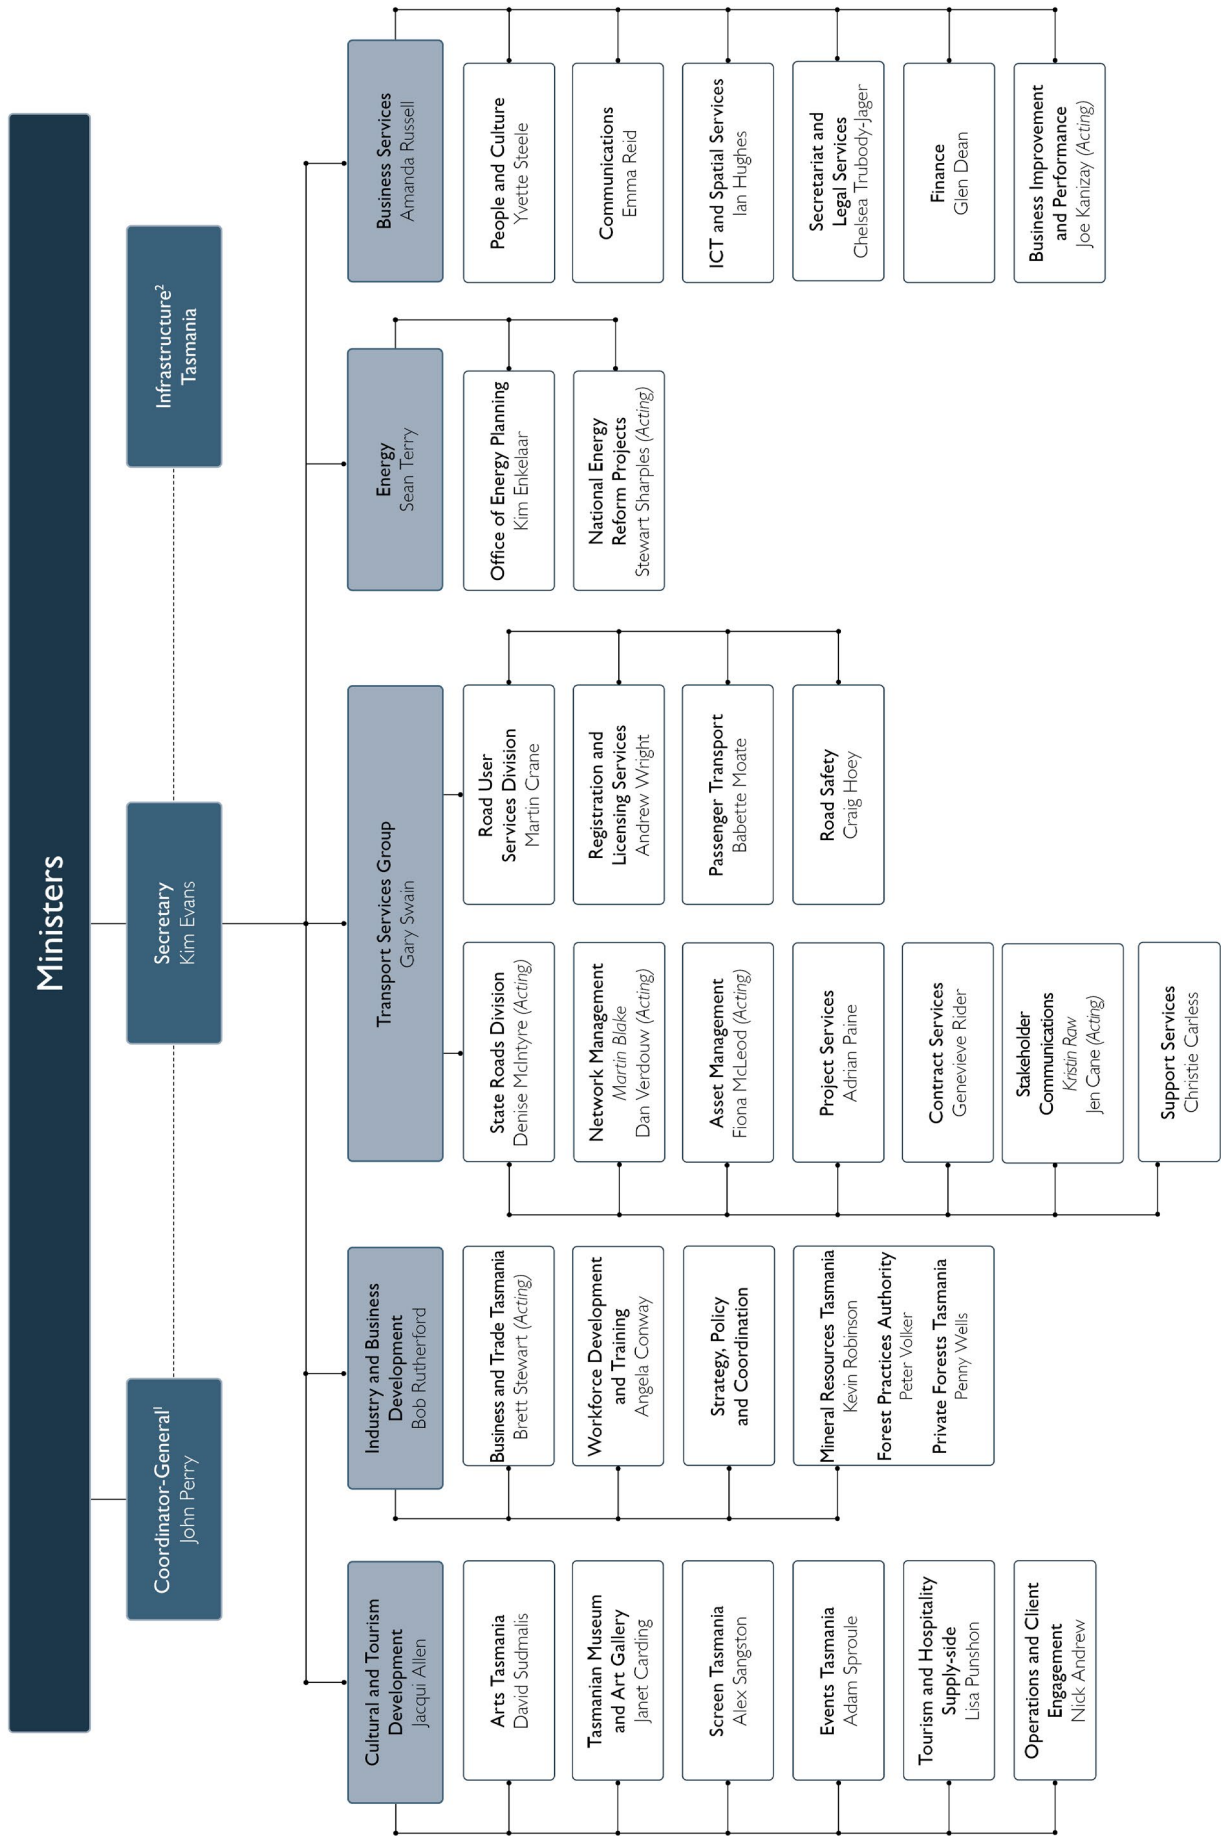 Ministers
Coordinator-General¹
John Perry
Secretary
Kim Evans
Infrastructure²
Tasmania
Cultural and Tourism
Development
Jacqui Allen
Arts Tasmania
David Sudmalis
Tasmanian Museum
and Art Gallery
Janet Carding
Screen Tasmania
Alex Sangston
Events Tasmania
Adam Sproule
Tourism and Hospitality
Supply-side
Lisa Punshon
Operations and Client
Engagement
Nick Andrew
Industry and Business
Development
Bob Rutherford
Business and Trade Tasmania
Brett Stewart (Acting)
Workforce Development
and Training
Angela Conway
Strategy, Policy
and Coordination
Mineral Resources Tasmania
Kevin Robinson
Forest Practices Authority
Peter Volker
Private Forests Tasmania
Penny Wells
Transport Services Group
Gary Swain
State Roads Division
Denise McIntyre (Acting)
Network Management
Martin Blake
Dan Verdouw (Acting)
Asset Management
Fiona McLeod (Acting)
Project Services
Adrian Paine
Contract Services
Genevieve Rider
Stakeholder
Communications
Kristin Raw
Jen Cane (Acting)
Support Services
Christie Carless
Road User
Services Division
Martin Crane
Registration and
Licensing Services
Andrew Wright
Passenger Transport
Babette Moate
Road Safety
Craig Hoey
Energy
Sean Terry
Office of Energy Planning
Kim Enkelaar
National Energy
Reform Projects
Stewart Sharples (Acting)
Business Services
Amanda Russell
People and Culture
Yvette Steele
Communications
Emma Reid
ICT and Spatial Services
Ian Hughes
Secretariat and
Legal Services
Chelsea Trubody-Jager
Finance
Glen Dean
Business Improvement
and Performance
Joe Kanizay (Acting)